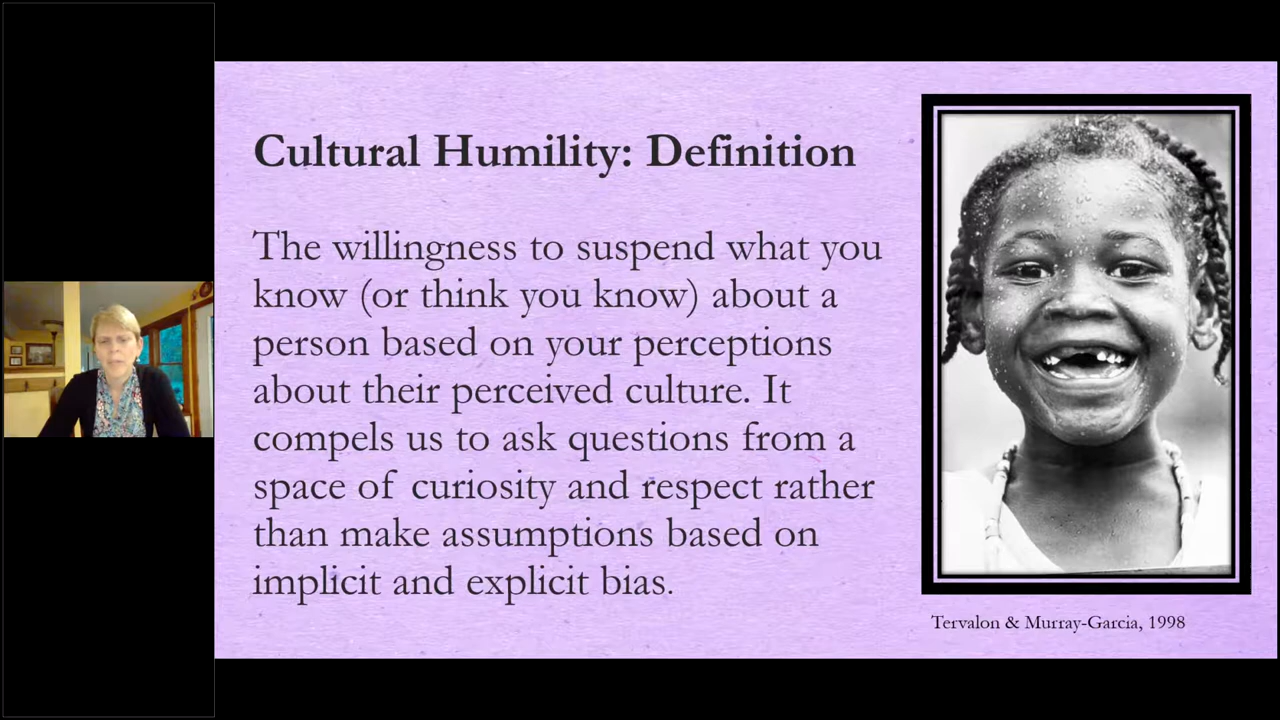 Cultural Humility: Definition
The willingness to suspend what you
know (or think you know) about a
person based on your perceptions
about their perceived culture. It
compels us to ask questions from a
space of curiosity and respect rather
than make assumptions based on
implicit and explicit bias.
Tervalon & Murray-Garcia, 1998